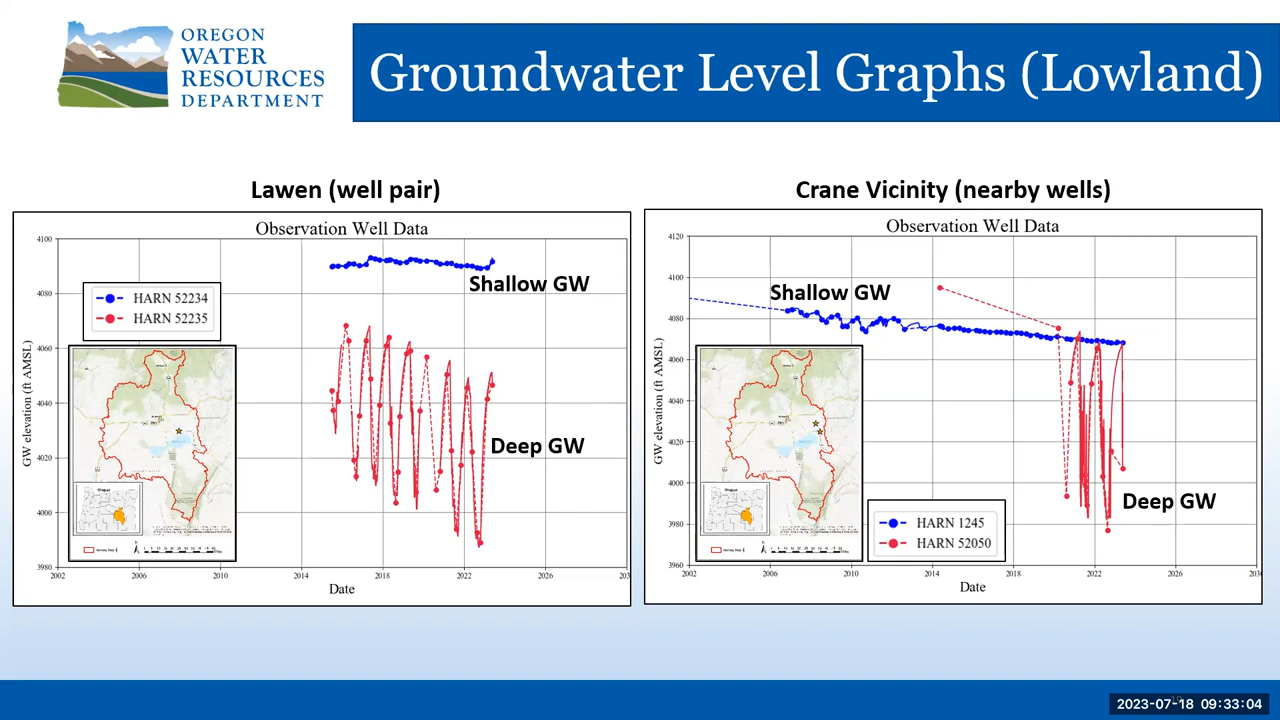 OREGON
WATER
RESOURCES
DEPARTMENT
Groundwater Level Graphs (Lowland)
Lawen (well pair)
Observation Well Data
4100
4080
4060
4040
4020
4000
3980
GW elevation (ft AMSL)
Shallow GW
HARN 52234
HARN 52235
Deep GW
Oregon
2002
2006
2010
2014
2018
2022
2026
Date
Crane Vicinity (nearby wells)
Observation Well Data
4120
4100
4080
4060
4040
4020
4000
3980
3960
GW elevation (ft AMSL)
Shallow GW
Deep GW
HARN 1245
HARN 52050
Oregon
2002
2006
2010
2014
2018
2022
2026
Date
2023-07-18 09:33:04